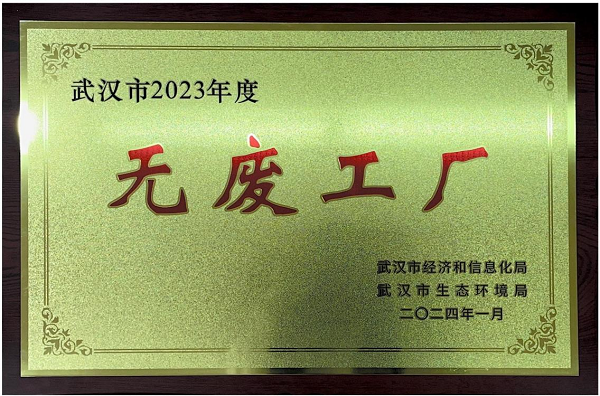 武汉市2023年度
无废工厂
武汉市经济和信息化局
武汉市生态环境局
二〇二四年一月